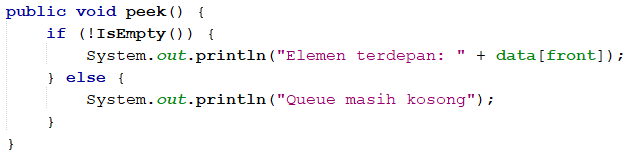 public void peek() {
    if (!IsEmpty()) {
        System.out.println("Elemen terdepan: " + data[front]);
    } else {
        System.out.println("Queue masih kosong");
    }
}